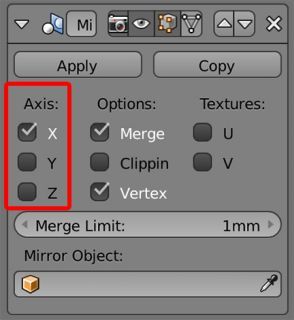 Mi
Apply Copy
Axis: Options: Textures:
X Merge U
Y Clippin V
Z Vertex
Merge Limit: 1mm
Mirror Object: